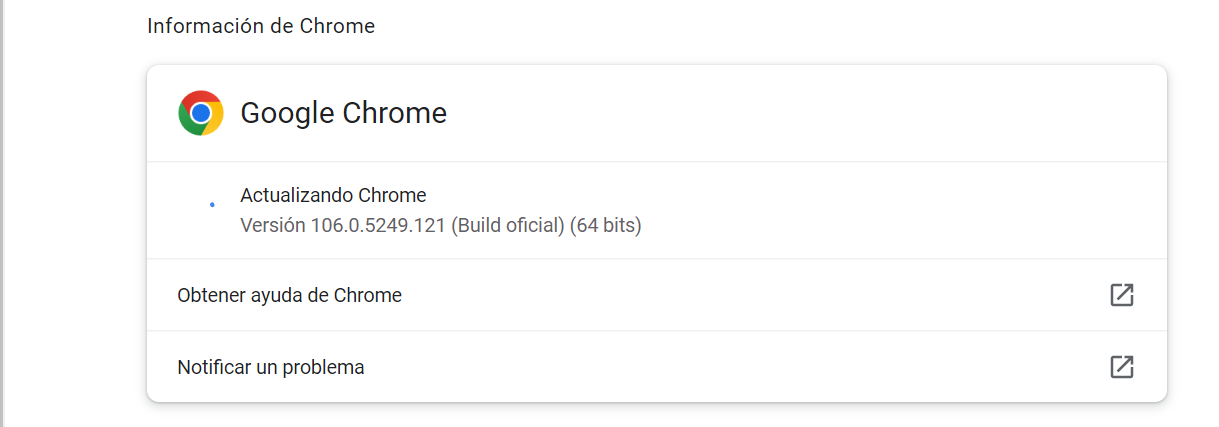 Información de Chrome
Google Chrome
Actualizando Chrome
Versión 106.0.5249.121 (Build oficial) (64 bits)
Obtener ayuda de Chrome
Notificar un problema